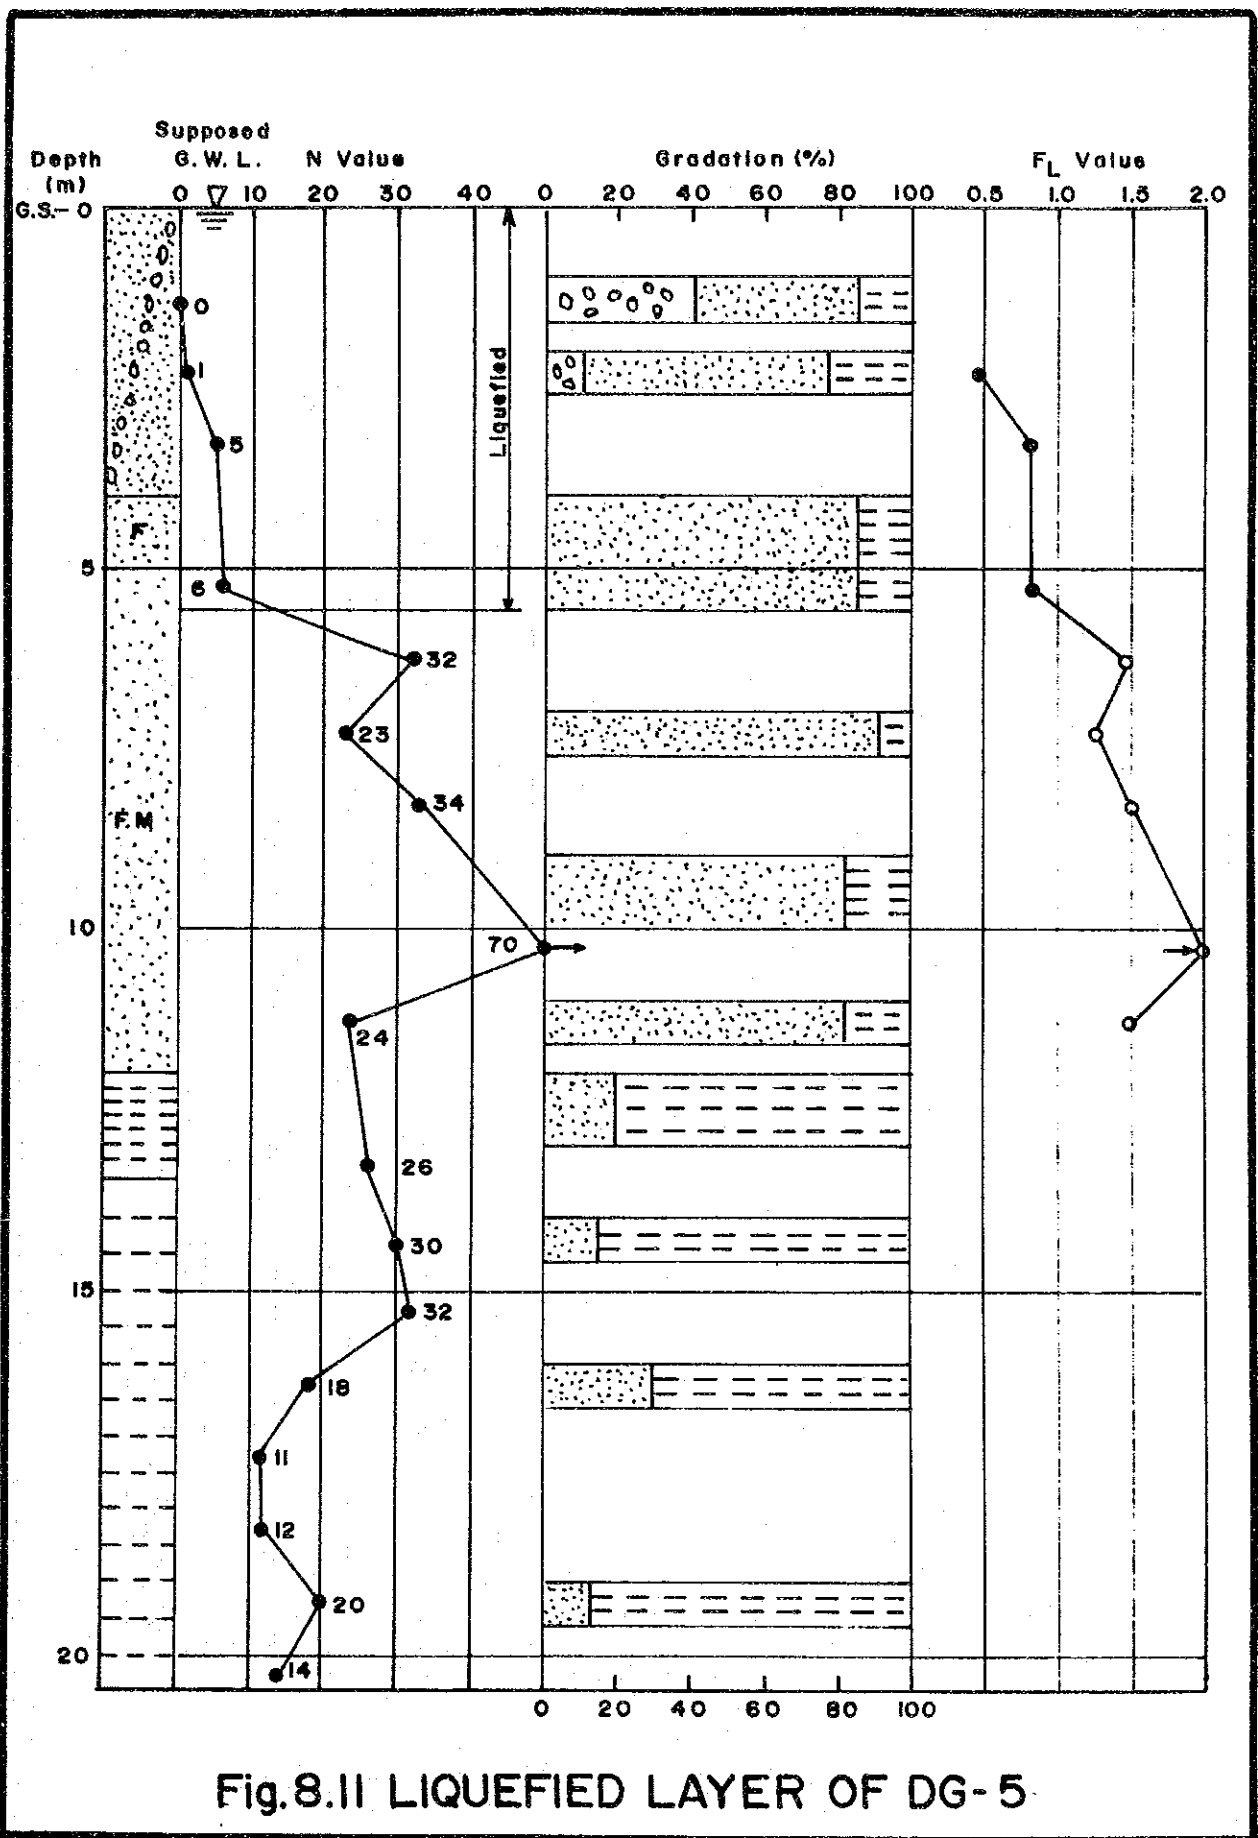 Supposed
Depth G.W.L. N Value Gradation (%) FL Value
(m) 0 10 20 30 40 0 20 40 60 80 100 0.5 1.0 1.5 2.0
G.S.- 0
0
1
Liquefied
5
F
5
6
32
23
34
F.M
10
70
24
26
30
15
32
18
11
12
20
20
14
0 20 40 60 80 100
Fig.8.11 LIQUEFIED LAYER OF DG-5